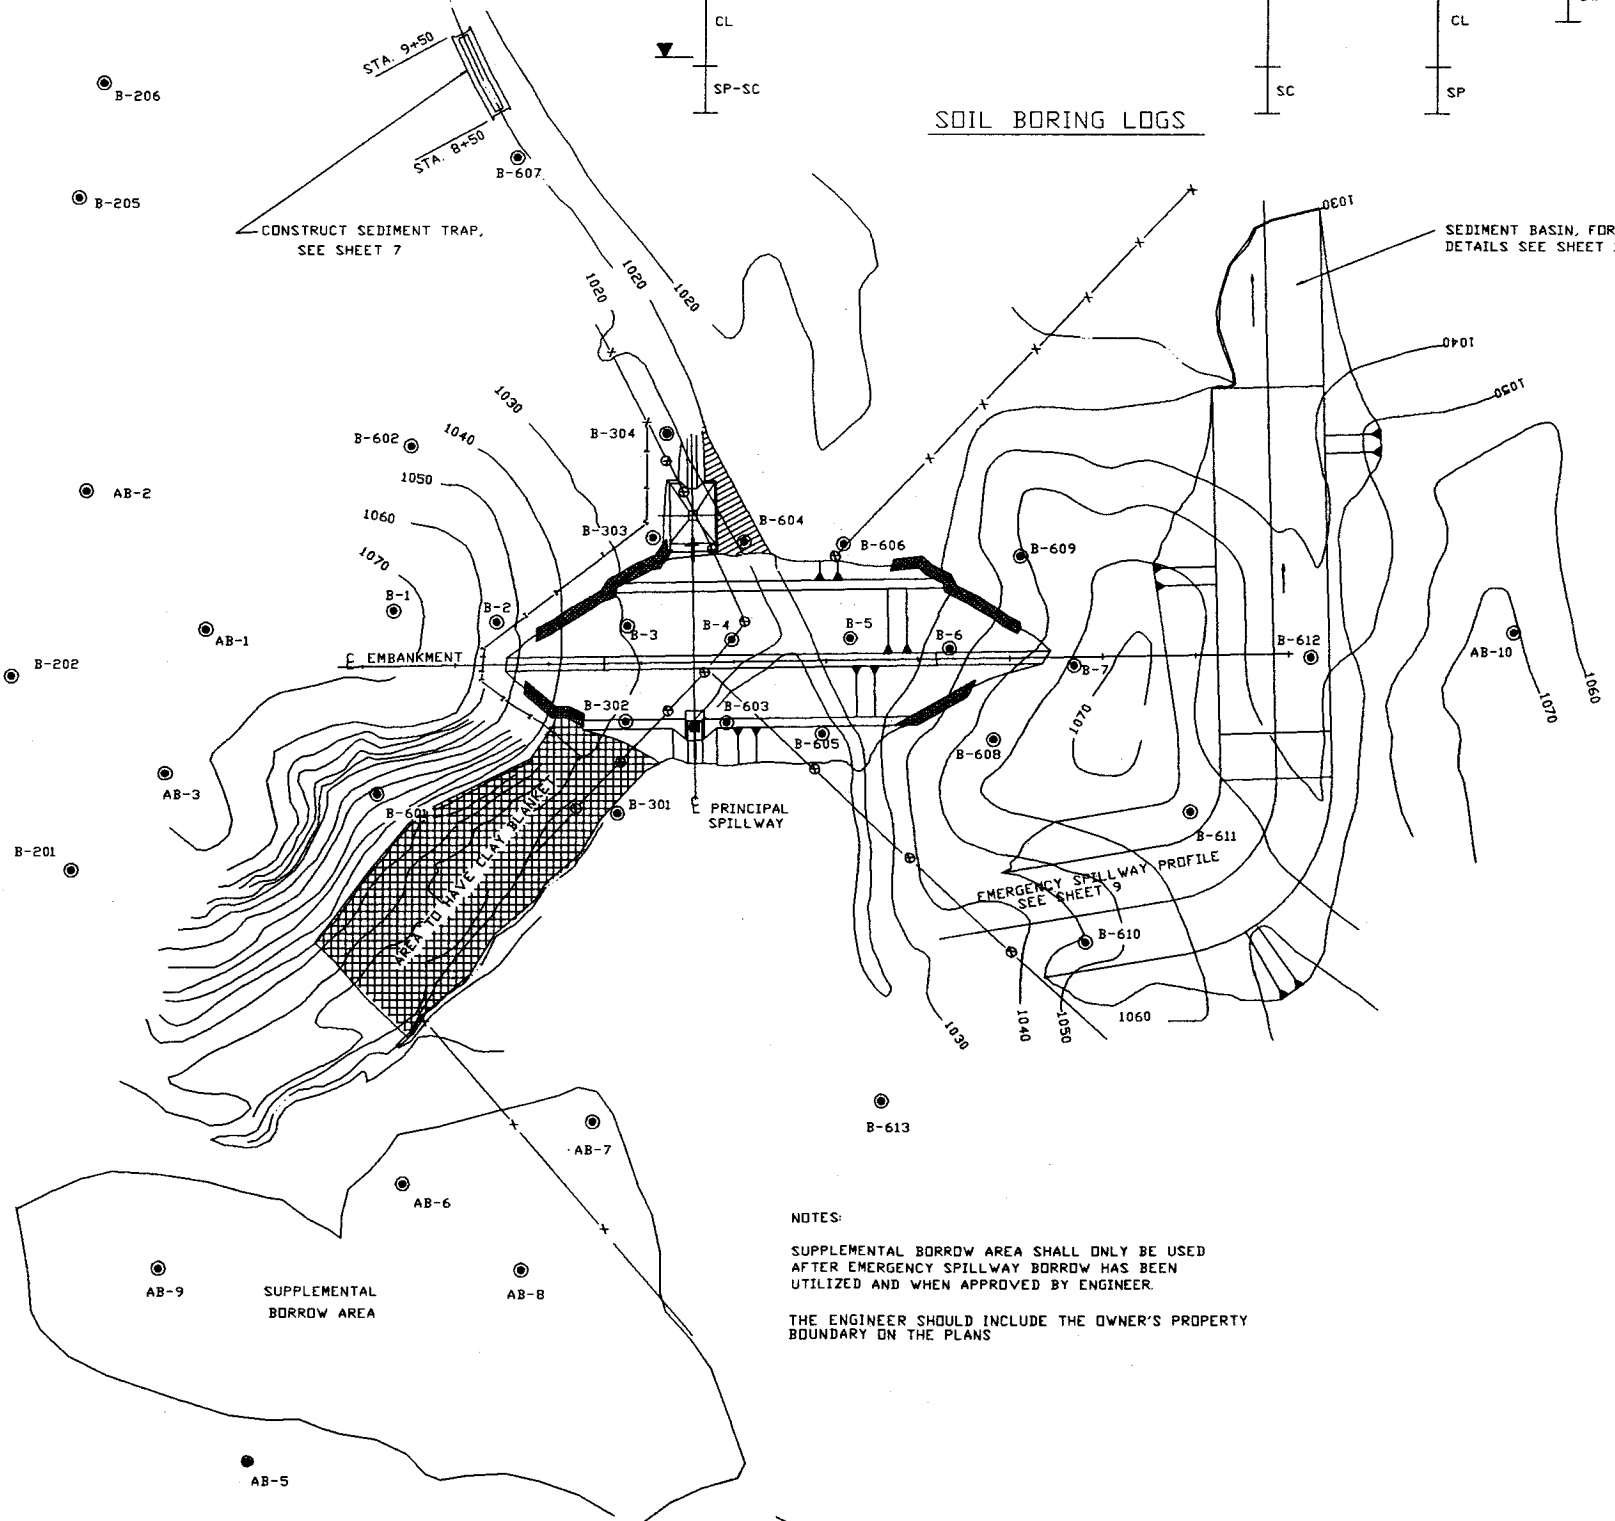 CL
CL
STA. 9+50
SP-SC
SC
SP
B-206
SOIL BORING LOGS
STA. 8+50
B-607
B-205
1030
CONSTRUCT SEDIMENT TRAP,
SEE SHEET 7
SEDIMENT BASIN, FOR
DETAILS SEE SHEET
1020
1020
1020
1040
1050
1030
B-304
B-602
1040
1050
AB-2
1060
B-604
B-303
B-606
B-609
1070
B-1
B-2
AB-1
B-3
B-4
B-5
B-6
B-612
AB-10
B-202
℄ EMBANKMENT
B-7
1060
1070
B-302
B-603
1070
B-605
B-608
AB-3
B-601
B-301
℄ PRINCIPAL
SPILLWAY
AREA TO HAVE CLAY BLANKET
B-611
B-201
EMERGENCY SPILLWAY PROFILE
SEE SHEET 9
B-610
1030
1040
1050
1060
B-613
AB-7
AB-6
NOTES:
SUPPLEMENTAL BORROW AREA SHALL ONLY BE USED
AFTER EMERGENCY SPILLWAY BORROW HAS BEEN
UTILIZED AND WHEN APPROVED BY ENGINEER.
AB-9
SUPPLEMENTAL
BORROW AREA
AB-8
THE ENGINEER SHOULD INCLUDE THE OWNER'S PROPERTY
BOUNDARY ON THE PLANS
AB-5